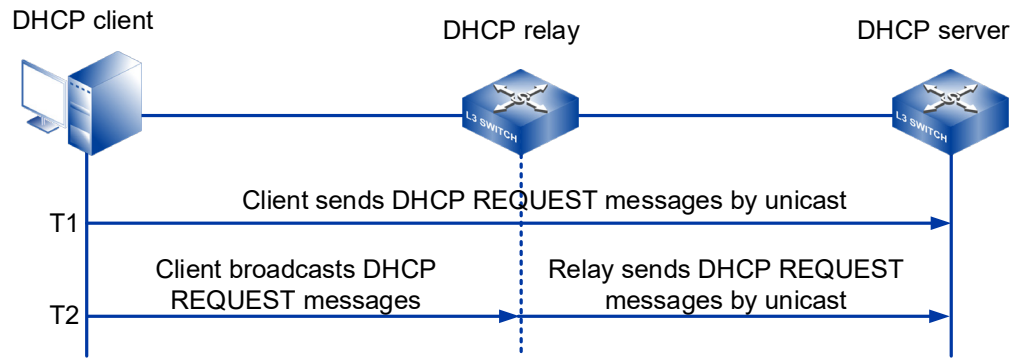 DHCP client
DHCP relay
DHCP server
L3 SWITCH
L3 SWITCH
Client sends DHCP REQUEST messages by unicast
T1
Client broadcasts DHCP
REQUEST messages
Relay sends DHCP REQUEST
messages by unicast
T2